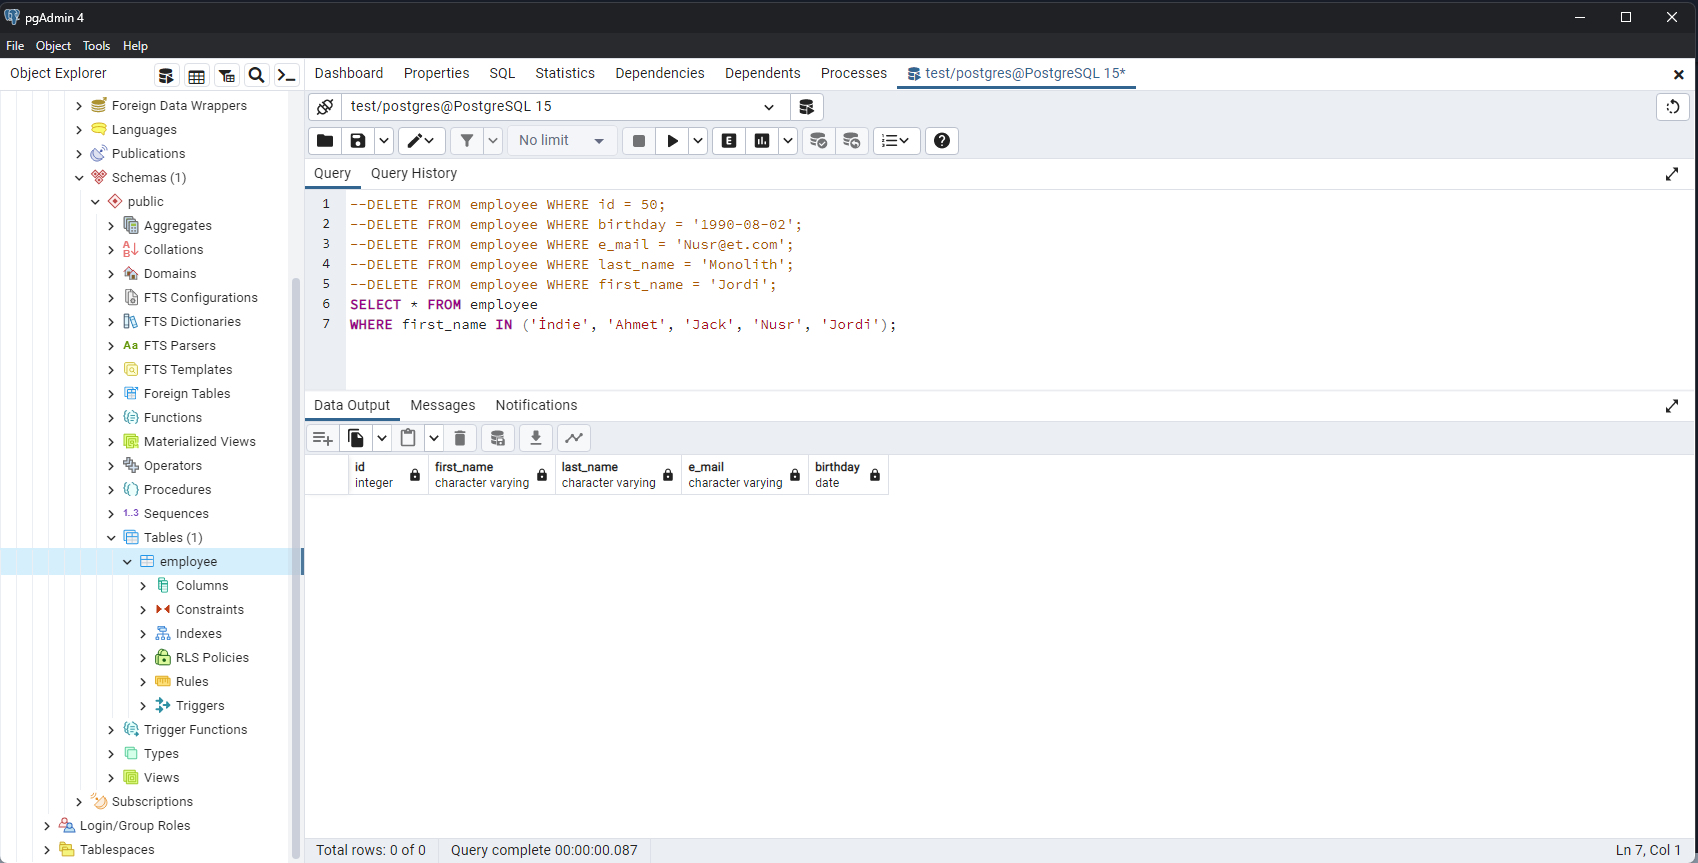 pgAdmin 4
File Object Tools Help
Object Explorer
Dashboard Properties SQL Statistics Dependencies Dependents Processes test/postgres@PostgreSQL 15*
Foreign Data Wrappers
Languages
Publications
Schemas (1)
public
Aggregates
Collations
Domains
FTS Configurations
FTS Dictionaries
Aa FTS Parsers
FTS Templates
Foreign Tables
Functions
Materialized Views
Operators
Procedures
1..3 Sequences
Tables (1)
employee
Columns
Constraints
Indexes
RLS Policies
Rules
Triggers
Trigger Functions
Types
Views
Subscriptions
Login/Group Roles
Tablespaces
test/postgres@PostgreSQL 15
No limit
E
Query Query History
1 --DELETE FROM employee WHERE id = 50;
2 --DELETE FROM employee WHERE birthday = '1990-08-02';
3 --DELETE FROM employee WHERE e_mail = 'Nusr@et.com';
4 --DELETE FROM employee WHERE last_name = 'Monolith';
5 --DELETE FROM employee WHERE first_name = 'Jordi';
6 SELECT * FROM employee
7 WHERE first_name IN ('İndie', 'Ahmet', 'Jack', 'Nusr', 'Jordi');
Data Output Messages Notifications
id first_name last_name e_mail birthday
integer character varying character varying character varying date
Total rows: 0 of 0 Query complete 00:00:00.087 Ln 7, Col 1